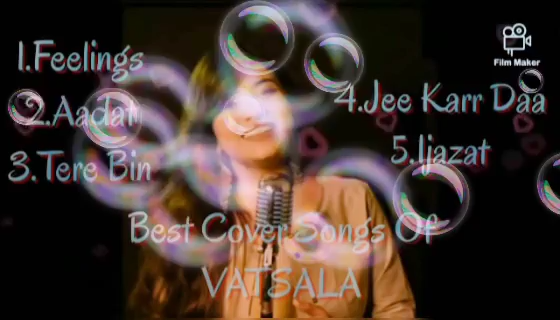 1.Feelings
2.Aadat
3.Tere Bin
4.Jee Karr Daa
5.Ijazat
Best Cover Songs Of
VATSALA
Film Maker